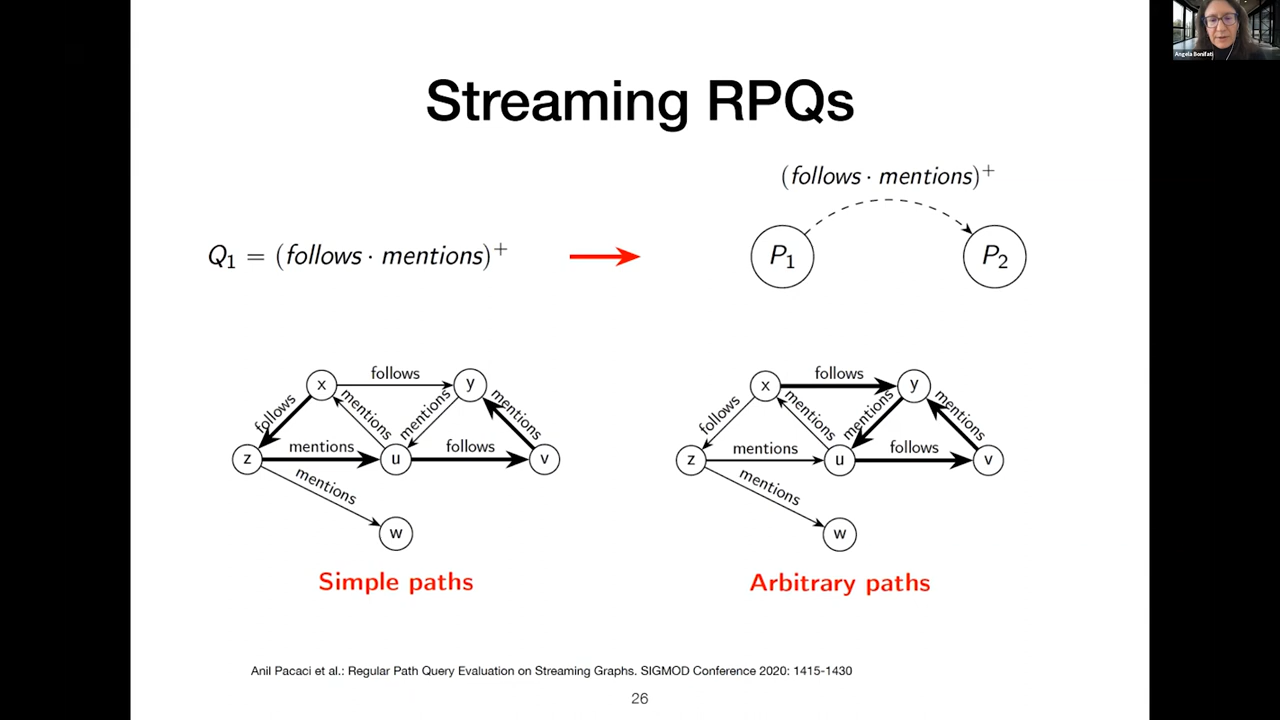 Angela Bonifati
Streaming RPQs
(follows · mentions)⁺
Q₁ = (follows · mentions)⁺
P₁
P₂
x
follows
y
follows
mentions
mentions
mentions
z
mentions
u
follows
v
mentions
w
Simple paths
x
follows
y
follows
mentions
mentions
mentions
z
mentions
u
follows
v
mentions
w
Arbitrary paths
Anil Pacaci et al.: Regular Path Query Evaluation on Streaming Graphs. SIGMOD Conference 2020: 1415-1430
26